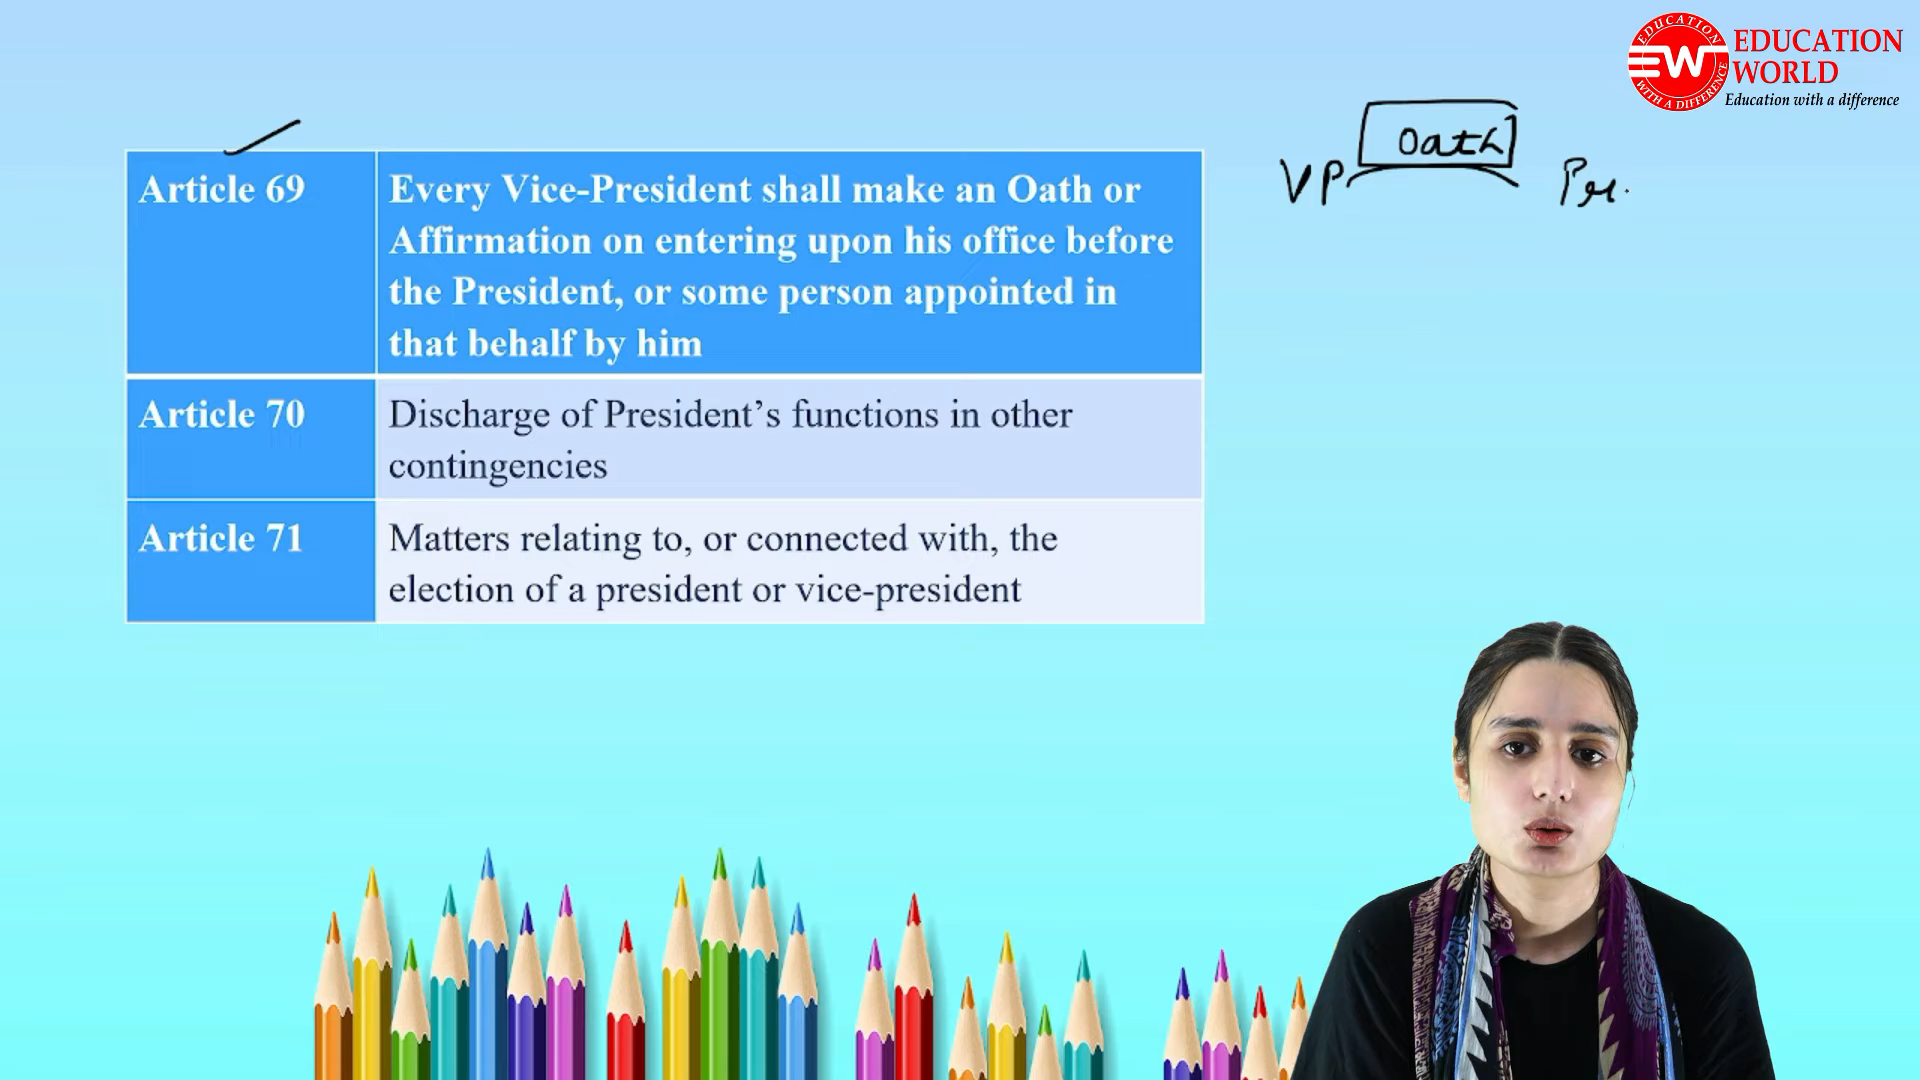 EDUCATION
WORLD
Education with a difference
EDUCATION
EW
WITH A DIFFERENCE
Oath
VP
Pre.
Article 69
Every Vice-President shall make an Oath or
Affirmation on entering upon his office before
the President, or some person appointed in
that behalf by him
Article 70
Discharge of President’s functions in other
contingencies
Article 71
Matters relating to, or connected with, the
election of a president or vice-president